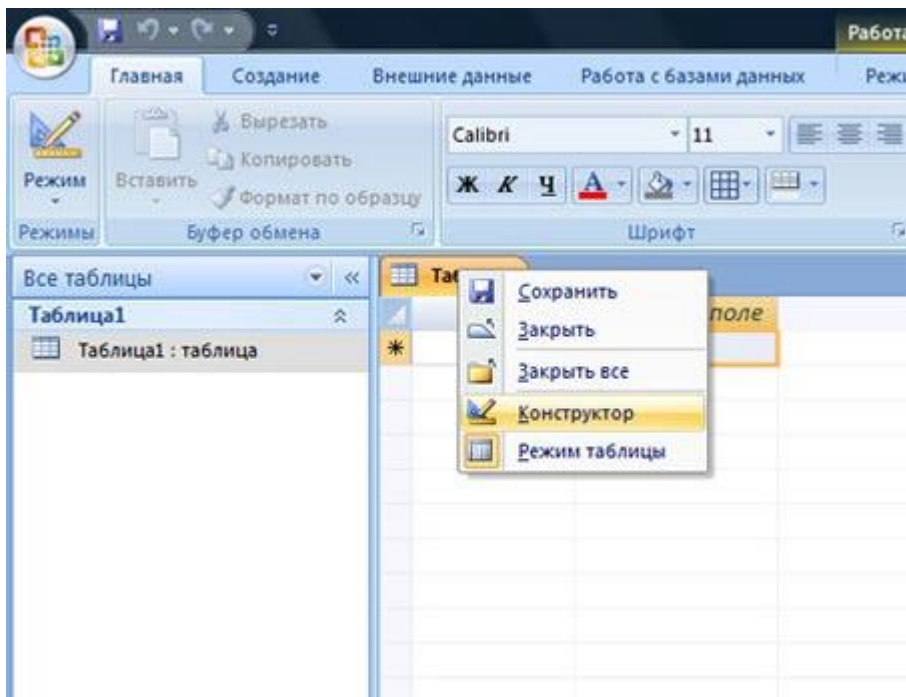 Работа
Главная Создание Внешние данные Работа с базами данных
Вырезать
Копировать
Формат по образцу
Режим Вставить
Calibri 11
Ж К Ч А
Режимы Буфер обмена Шрифт
Все таблицы
Таблица1
Таблица1 : таблица
поле
Сохранить
Закрыть
Закрыть все
Конструктор
Режим таблицы